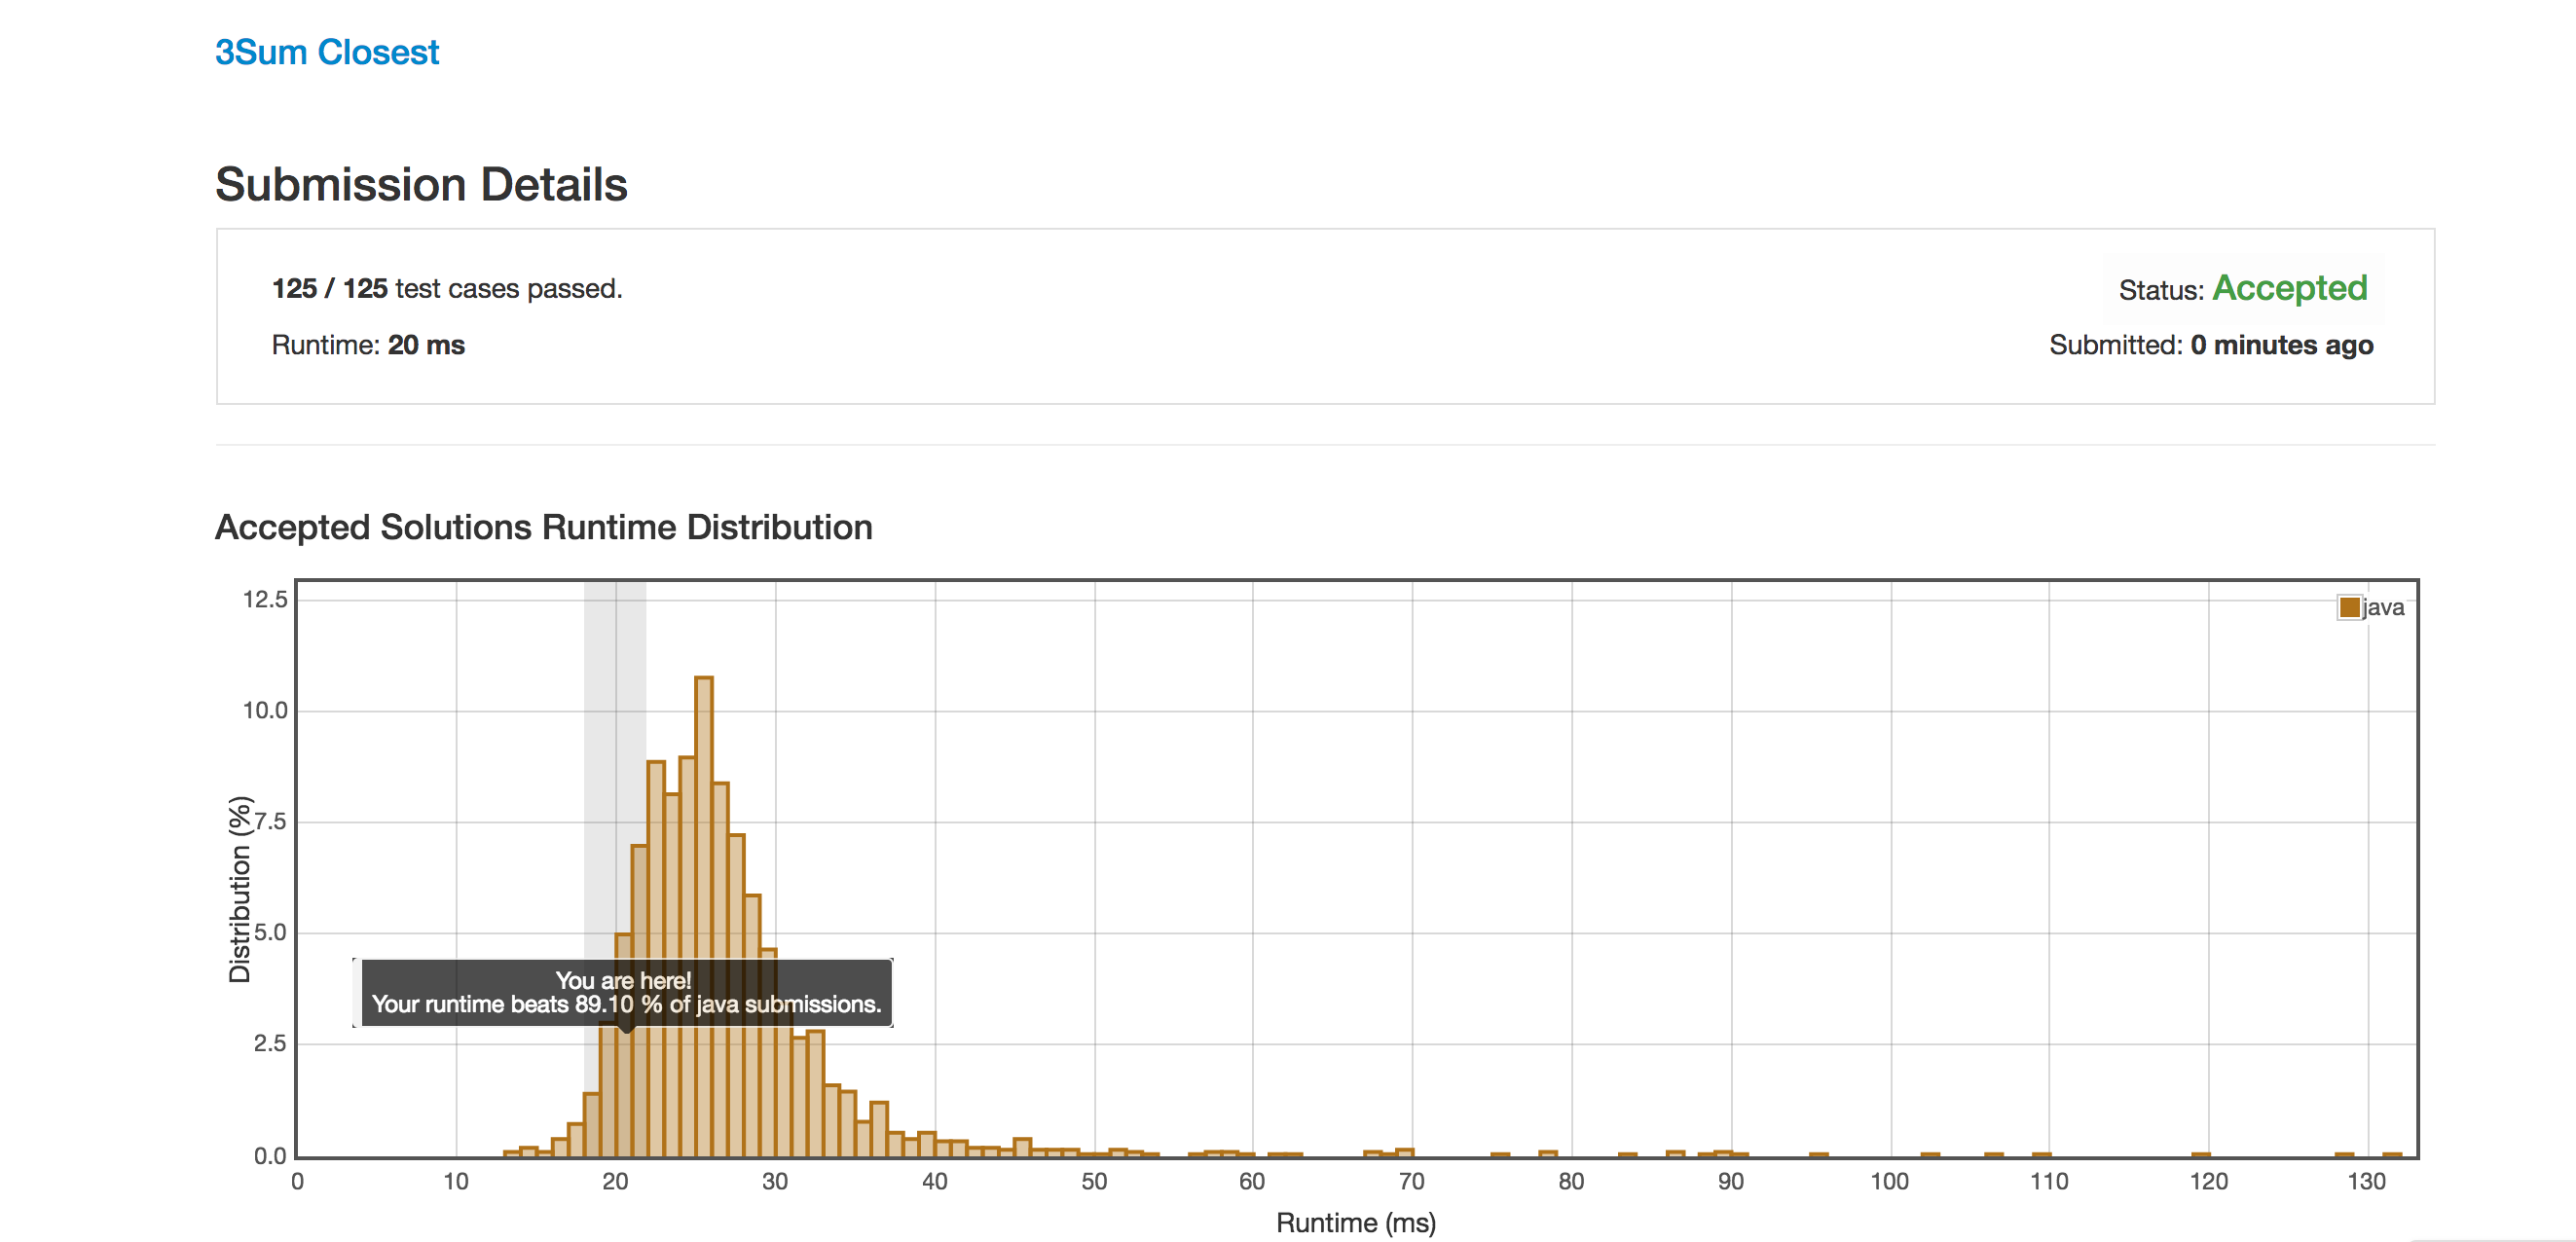 3Sum Closest
Submission Details
125 / 125 test cases passed.
Status: Accepted
Runtime: 20 ms
Submitted: 0 minutes ago
Accepted Solutions Runtime Distribution
java
Distribution (%)
12.5
10.0
7.5
5.0
2.5
0.0
You are here!
Your runtime beats 89.10 % of java submissions.
0 10 20 30 40 50 60 70 80 90 100 110 120 130
Runtime (ms)